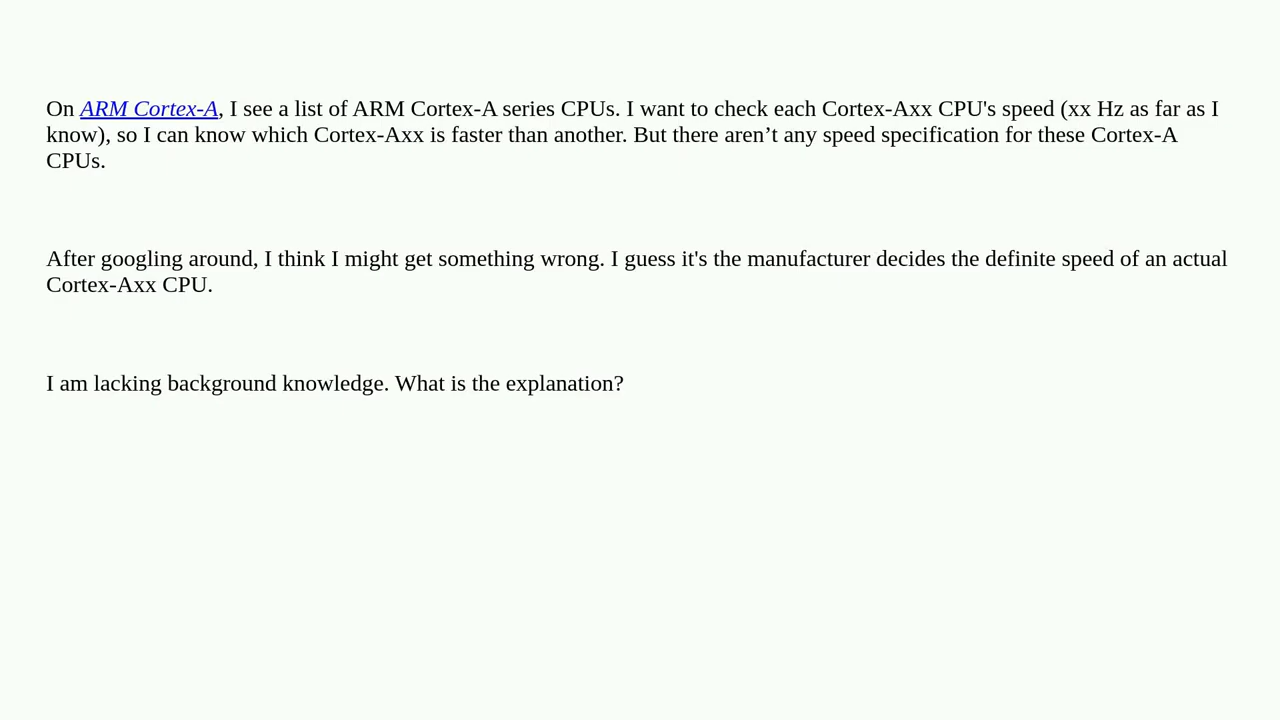 On ARM Cortex-A, I see a list of ARM Cortex-A series CPUs. I want to check each Cortex-Axx CPU's speed (xx Hz as far as I
know), so I can know which Cortex-Axx is faster than another. But there aren’t any speed specification for these Cortex-A
CPUs.
After googling around, I think I might get something wrong. I guess it's the manufacturer decides the definite speed of an actual
Cortex-Axx CPU.
I am lacking background knowledge. What is the explanation?